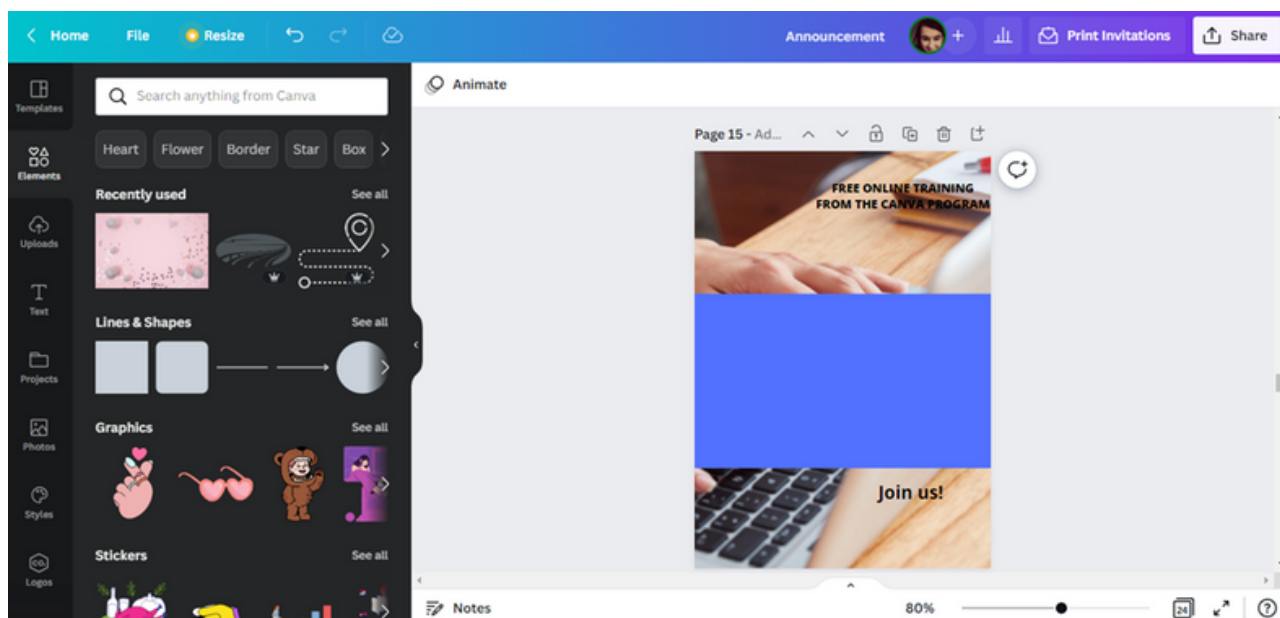 Home File Resize Announcement + Print Invitations Share
Templates
Elements
Uploads
Text
Projects
Photos
Styles
CO.
Logos
Search anything from Canva
Heart Flower Border Star Box
Recently used See all
Lines & Shapes See all
Graphics See all
Stickers See all
Animate
Page 15 - Ad...
FREE ONLINE TRAINING
FROM THE CANVA PROGRAM
Join us!
Notes 80% 24 ?